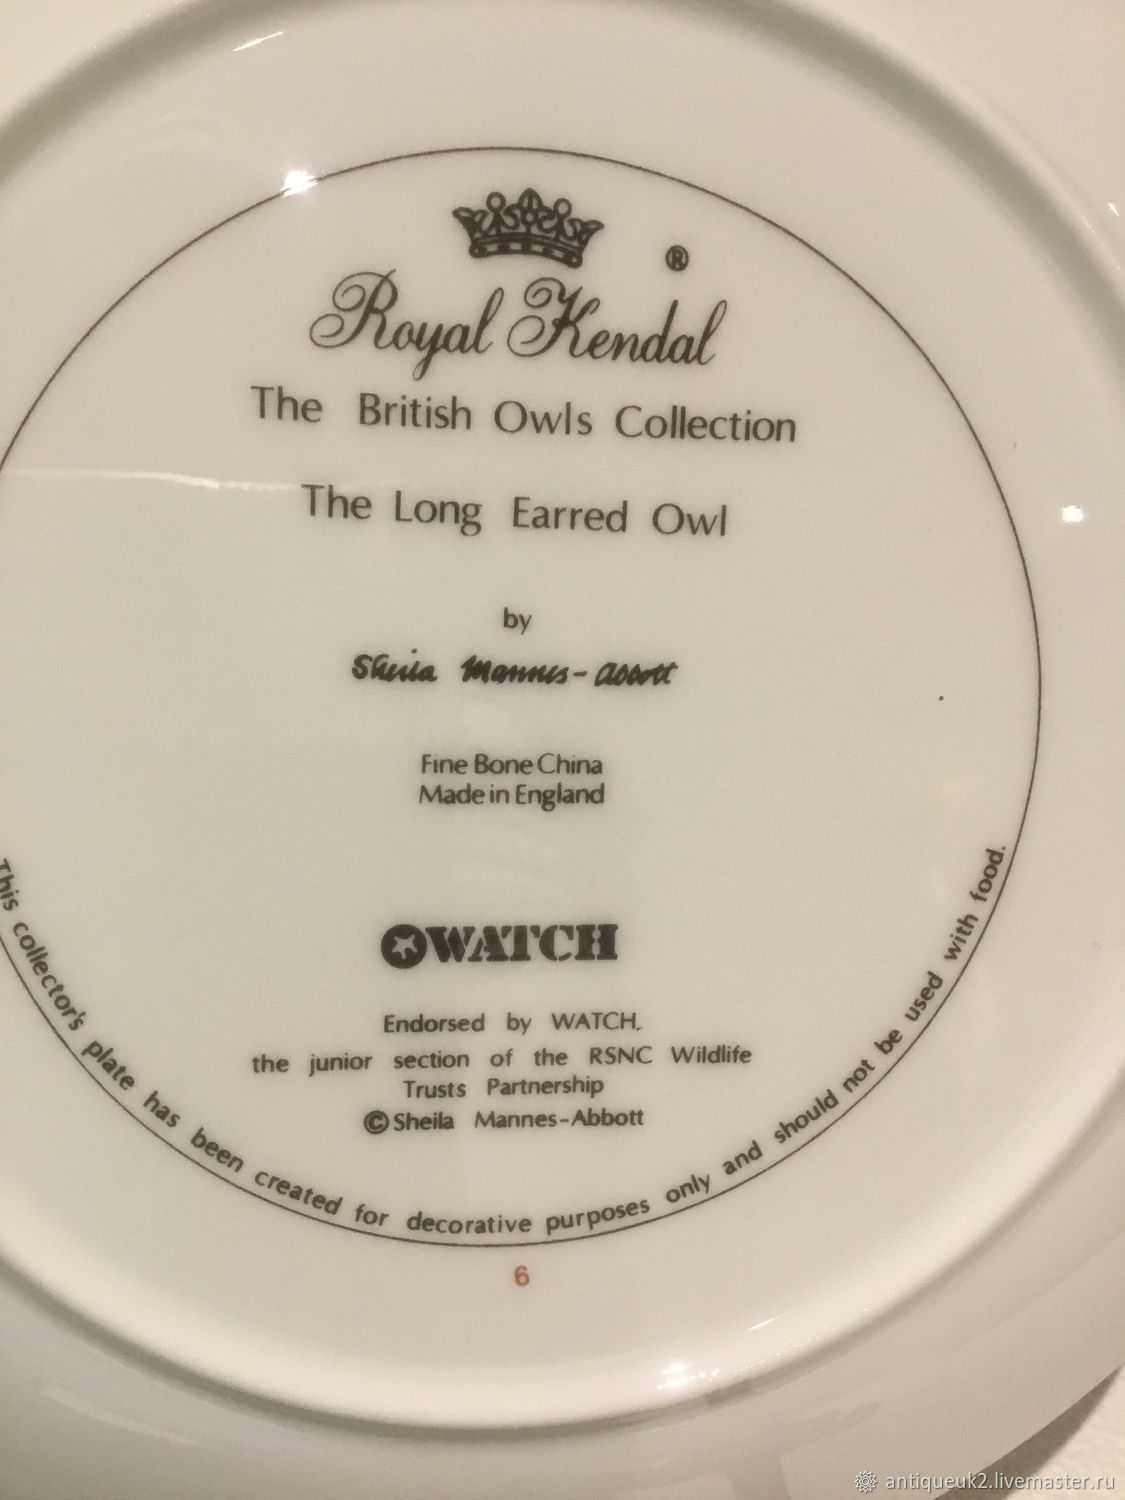 ®
Royal Kendal
The British Owls Collection
The Long Earred Owl
by
Sheila Mannes-Abbott
Fine Bone China
Made in England
WATCH
Endorsed by WATCH.
the junior section of the RSNC Wildlife
Trusts Partnership
©Sheila Mannes-Abbott
This collector's plate has been created for decorative purposes only and should not be used with food.
6
antiqueuk2.livemaster.ru